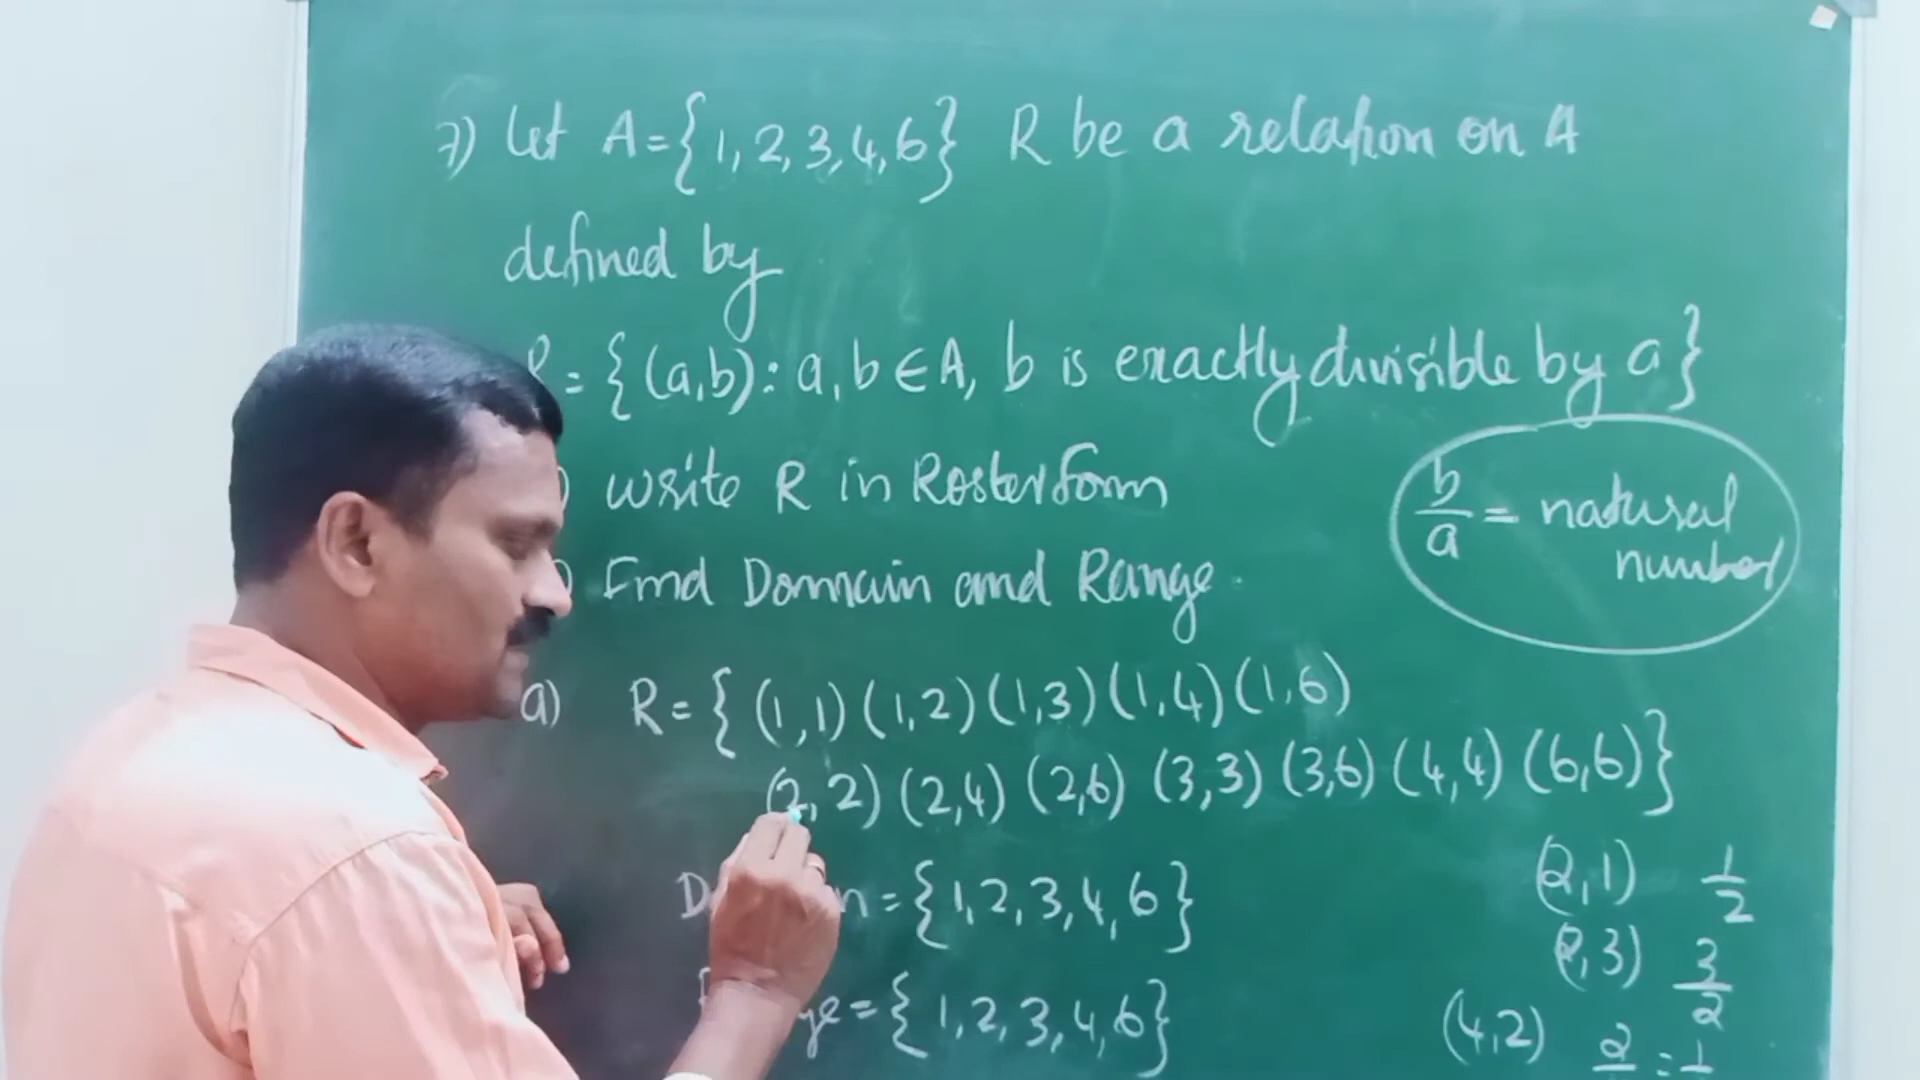 7) Let A = {1, 2, 3, 4, 6} R be a relation on A
defined by
= {(a,b): a, b ∈ A, b is exactly divisible by a}
) write R in Roster form
b/a = natural
number
) Find Domain and Range.
a) R = { (1,1) (1,2) (1,3) (1,4) (1,6)
(2,2) (2,4) (2,6) (3,3) (3,6) (4,4) (6,6)}
= {1, 2, 3, 4, 6}
(2,1) 1/2
(2,3) 3/2
= {1, 2, 3, 4, 6}
(4,2)